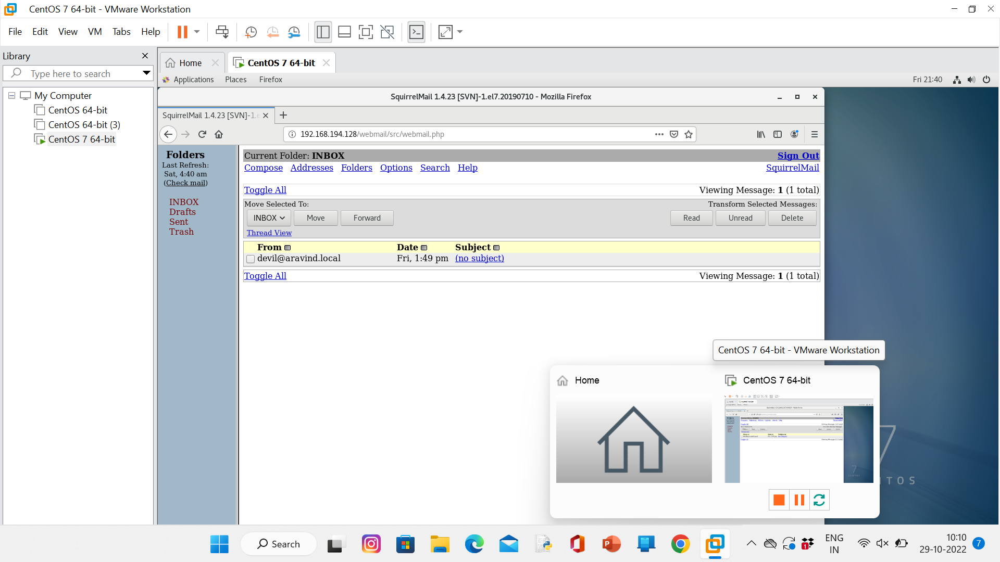 CentOS 7 64-bit - VMware Workstation
File Edit View VM Tabs Help
Library
Type here to search
My Computer
CentOS 64-bit
CentOS 64-bit (3)
CentOS 7 64-bit
Home
CentOS 7 64-bit
Applications Places Firefox
Fri 21:40
SquirrelMail 1.4.23 [SVN]-1.el7.20190710 - Mozilla Firefox
SquirrelMail 1.4.23 [SVN]-1.e
192.168.194.128/webmail/src/webmail.php
Folders
Last Refresh:
Sat, 4:40 am
(Check mail)
INBOX
Drafts
Sent
Trash
Current Folder: INBOX
Sign Out
Compose Addresses Folders Options Search Help
SquirrelMail
Toggle All
Viewing Message: 1 (1 total)
Move Selected To:
Transform Selected Messages:
INBOX Move Forward
Read Unread Delete
Thread View
From Date Subject
devil@aravind.local Fri, 1:49 pm (no subject)
Toggle All
Viewing Message: 1 (1 total)
CentOS 7 64-bit - VMware Workstation
Home
CentOS 7 64-bit
7
TOS
Search
ENG
IN
10:10
29-10-2022
7